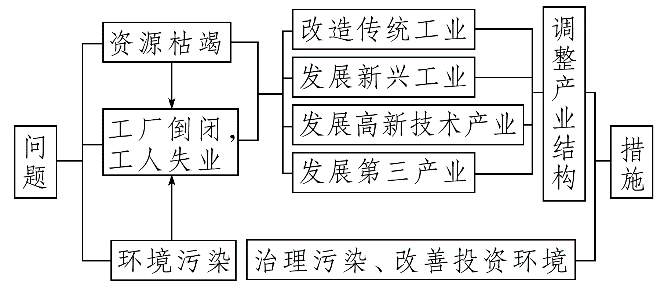 问题
资源枯竭
工厂倒闭，
工人失业
环境污染
改造传统工业
发展新兴工业
发展高新技术产业
发展第三产业
治理污染、改善投资环境
调整产业结构
措施